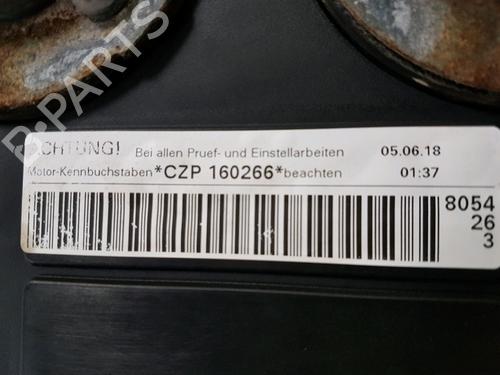 ACHTUNG! Bei allen Pruef- und Einstellarbeiten 05.06.18
Motor-Kennbuchstaben *CZP 160266* beachten 01:37
8054
26
3
B-PARTS